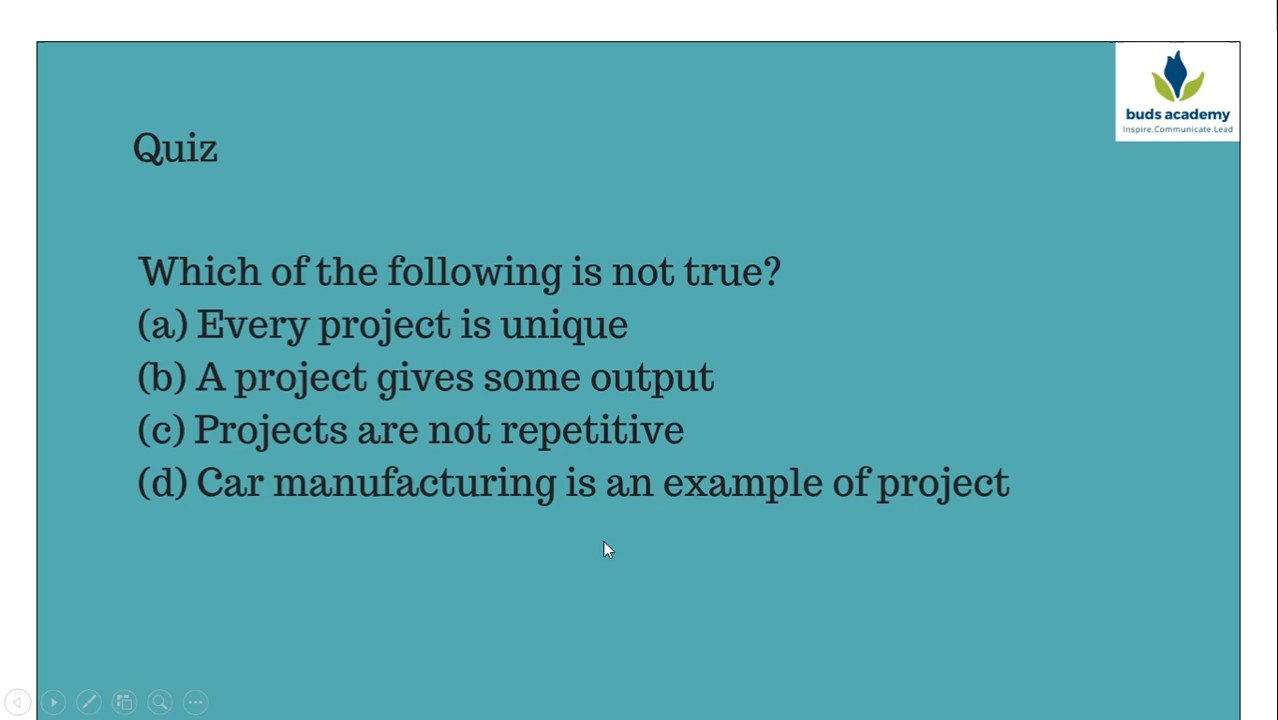 buds academy
Inspire.Communicate.Lead
Quiz
Which of the following is not true?
(a) Every project is unique
(b) A project gives some output
(c) Projects are not repetitive
(d) Car manufacturing is an example of project